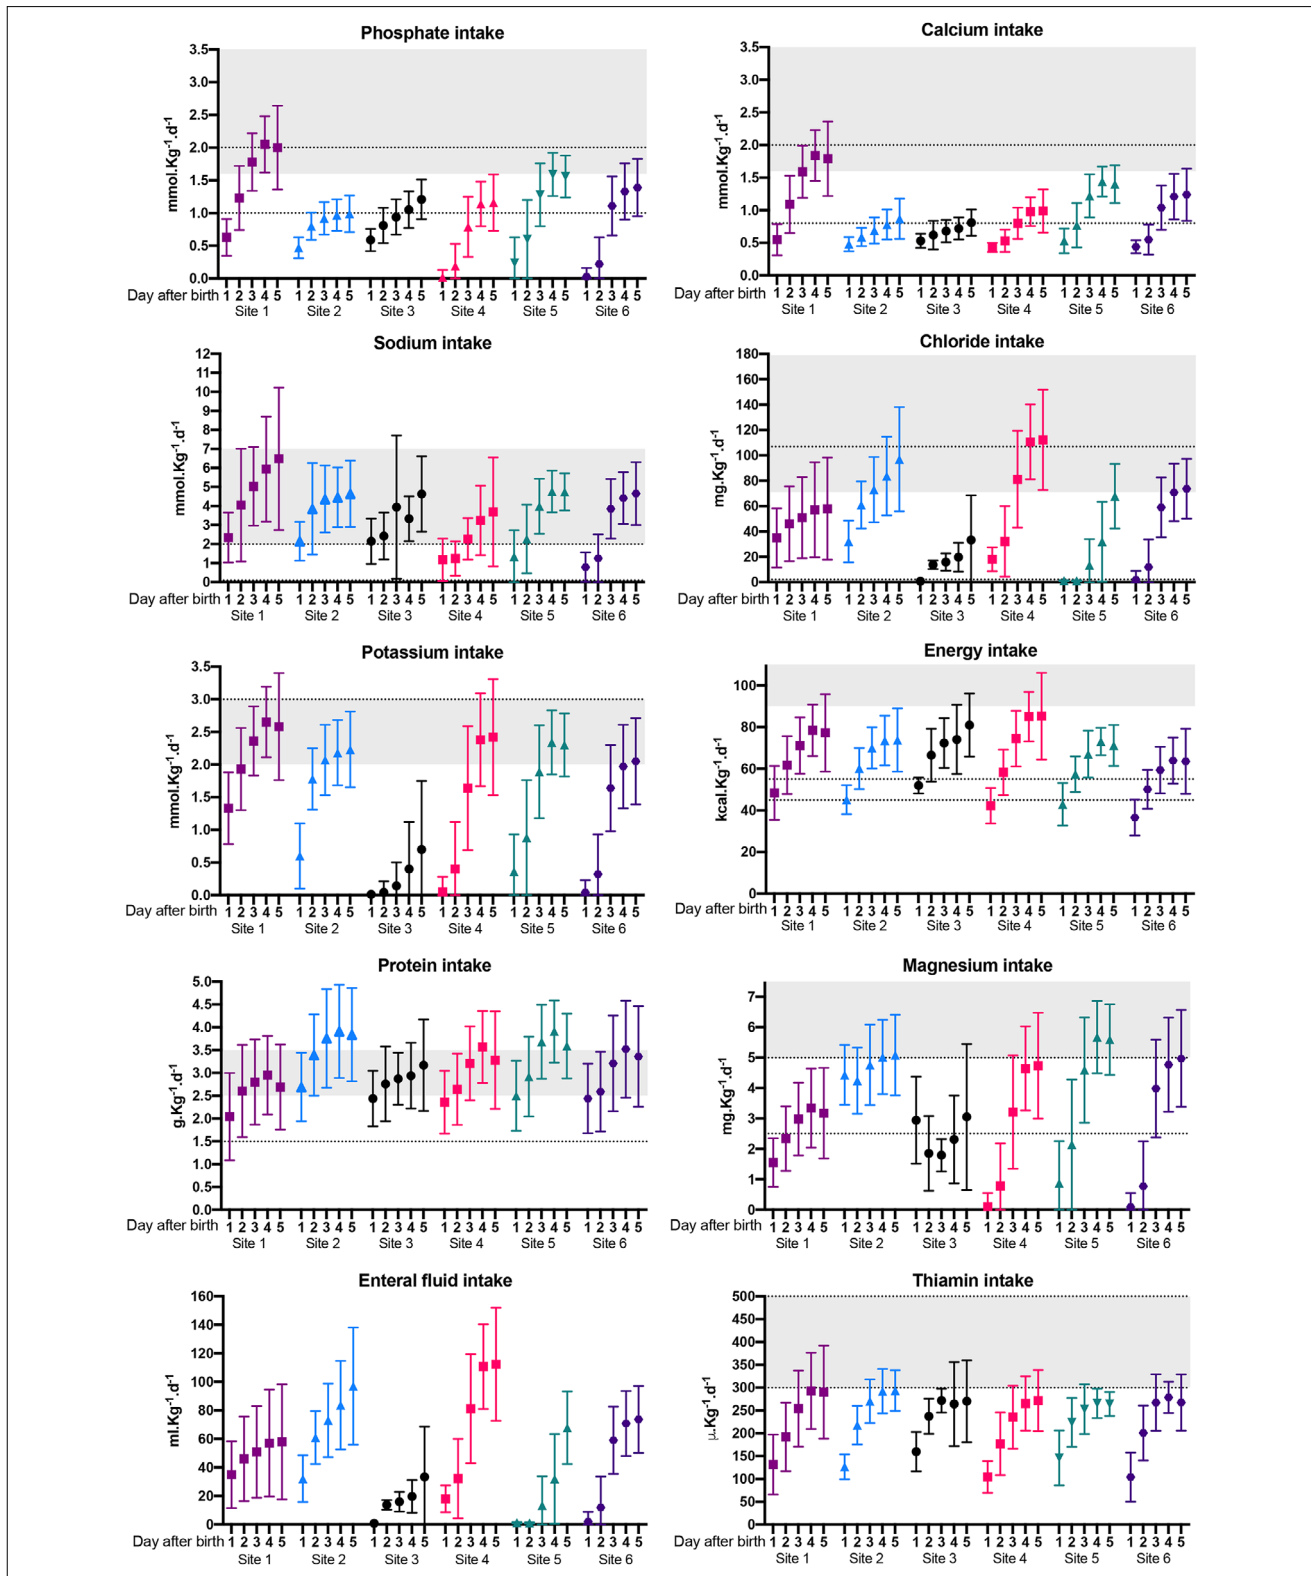 Phosphate intake
3.5
3.0
2.5
2.0
1.5
1.0
0.5
0.0
mmol.Kg-1.d-1
Day after birth 1 2 3 4 5 1 2 3 4 5 1 2 3 4 5 1 2 3 4 5 1 2 3 4 5 1 2 3 4 5
Site 1 Site 2 Site 3 Site 4 Site 5 Site 6
Calcium intake
3.5
3.0
2.5
2.0
1.5
1.0
0.5
0.0
mmol.Kg-1.d-1
Day after birth 1 2 3 4 5 1 2 3 4 5 1 2 3 4 5 1 2 3 4 5 1 2 3 4 5 1 2 3 4 5
Site 1 Site 2 Site 3 Site 4 Site 5 Site 6
Sodium intake
12
11
10
9
8
7
6
5
4
3
2
1
0
mmol.Kg-1.d-1
Day after birth 1 2 3 4 5 1 2 3 4 5 1 2 3 4 5 1 2 3 4 5 1 2 3 4 5 1 2 3 4 5
Site 1 Site 2 Site 3 Site 4 Site 5 Site 6
Chloride intake
180
160
140
120
100
80
60
40
20
0
mg.Kg-1.d-1
Day after birth 1 2 3 4 5 1 2 3 4 5 1 2 3 4 5 1 2 3 4 5 1 2 3 4 5 1 2 3 4 5
Site 1 Site 2 Site 3 Site 4 Site 5 Site 6
Potassium intake
3.5
3.0
2.5
2.0
1.5
1.0
0.5
0.0
mmol.Kg-1.d-1
Day after birth 1 2 3 4 5 1 2 3 4 5 1 2 3 4 5 1 2 3 4 5 1 2 3 4 5 1 2 3 4 5
Site 1 Site 2 Site 3 Site 4 Site 5 Site 6
Energy intake
100
80
60
40
20
0
kcal.Kg-1.d-1
Day after birth 1 2 3 4 5 1 2 3 4 5 1 2 3 4 5 1 2 3 4 5 1 2 3 4 5 1 2 3 4 5
Site 1 Site 2 Site 3 Site 4 Site 5 Site 6
Protein intake
5.0
4.5
4.0
3.5
3.0
2.5
2.0
1.5
1.0
0.5
0.0
g.Kg-1.d-1
Day after birth 1 2 3 4 5 1 2 3 4 5 1 2 3 4 5 1 2 3 4 5 1 2 3 4 5 1 2 3 4 5
Site 1 Site 2 Site 3 Site 4 Site 5 Site 6
Magnesium intake
7
6
5
4
3
2
1
0
mg.Kg-1.d-1
Day after birth 1 2 3 4 5 1 2 3 4 5 1 2 3 4 5 1 2 3 4 5 1 2 3 4 5 1 2 3 4 5
Site 1 Site 2 Site 3 Site 4 Site 5 Site 6
Enteral fluid intake
160
140
120
100
80
60
40
20
0
ml.Kg-1.d-1
Day after birth 1 2 3 4 5 1 2 3 4 5 1 2 3 4 5 1 2 3 4 5 1 2 3 4 5 1 2 3 4 5
Site 1 Site 2 Site 3 Site 4 Site 5 Site 6
Thiamin intake
500
450
400
350
300
250
200
150
100
50
0
μ.Kg-1.d-1
Day after birth 1 2 3 4 5 1 2 3 4 5 1 2 3 4 5 1 2 3 4 5 1 2 3 4 5 1 2 3 4 5
Site 1 Site 2 Site 3 Site 4 Site 5 Site 6